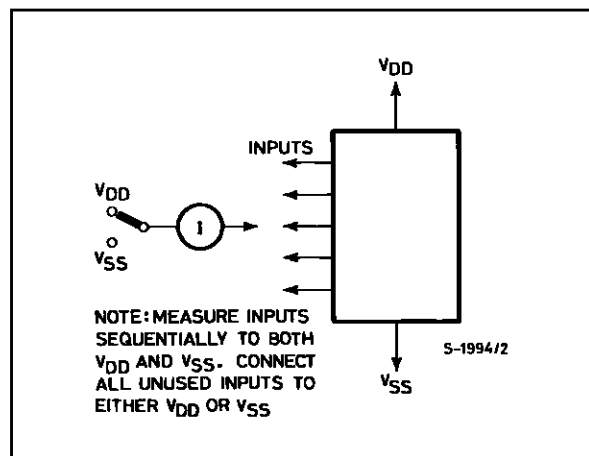 VDD
INPUTS
VDD
i
VSS
NOTE: MEASURE INPUTS
SEQUENTIALLY TO BOTH
VDD AND VSS. CONNECT
ALL UNUSED INPUTS TO
EITHER VDD OR VSS
S-1994/2
VSS